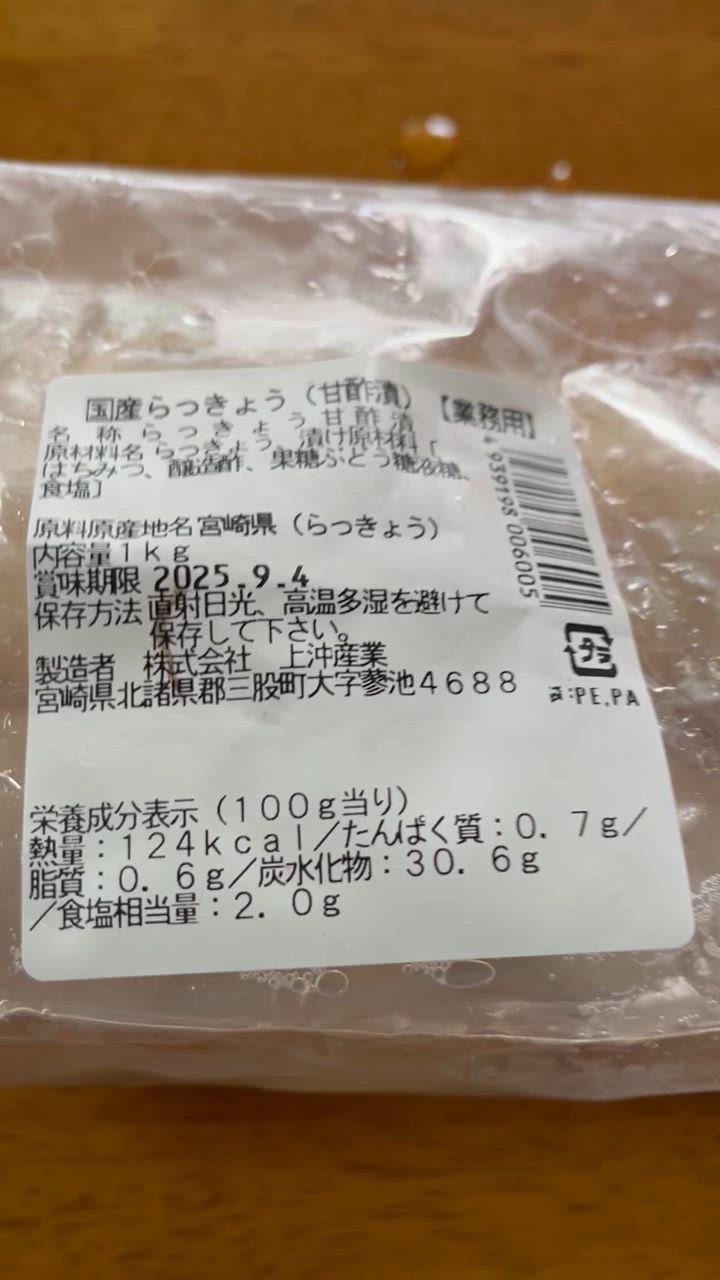 国産らっきょう（甘酢漬）【業務用】
名称 らっきょう甘酢漬
原材料名 らっきょう、漬け原材料［
はちみつ、醸造酢、果糖ぶどう糖液糖、
食塩］
原料原産地名 宮崎県（らっきょう）
内容量 1kg
賞味期限 2025.9.4
保存方法 直射日光、高温多湿を避けて
保存して下さい。
製造者 株式会社 上沖産業
宮崎県北諸県郡三股町大字蓼池4688
4 939198 006005
プラ
:PE,PA
栄養成分表示（100g当り）
熱量：124kcal／たんぱく質：0.7g／
脂質：0.6g／炭水化物：30.6g
／食塩相当量：2.0g